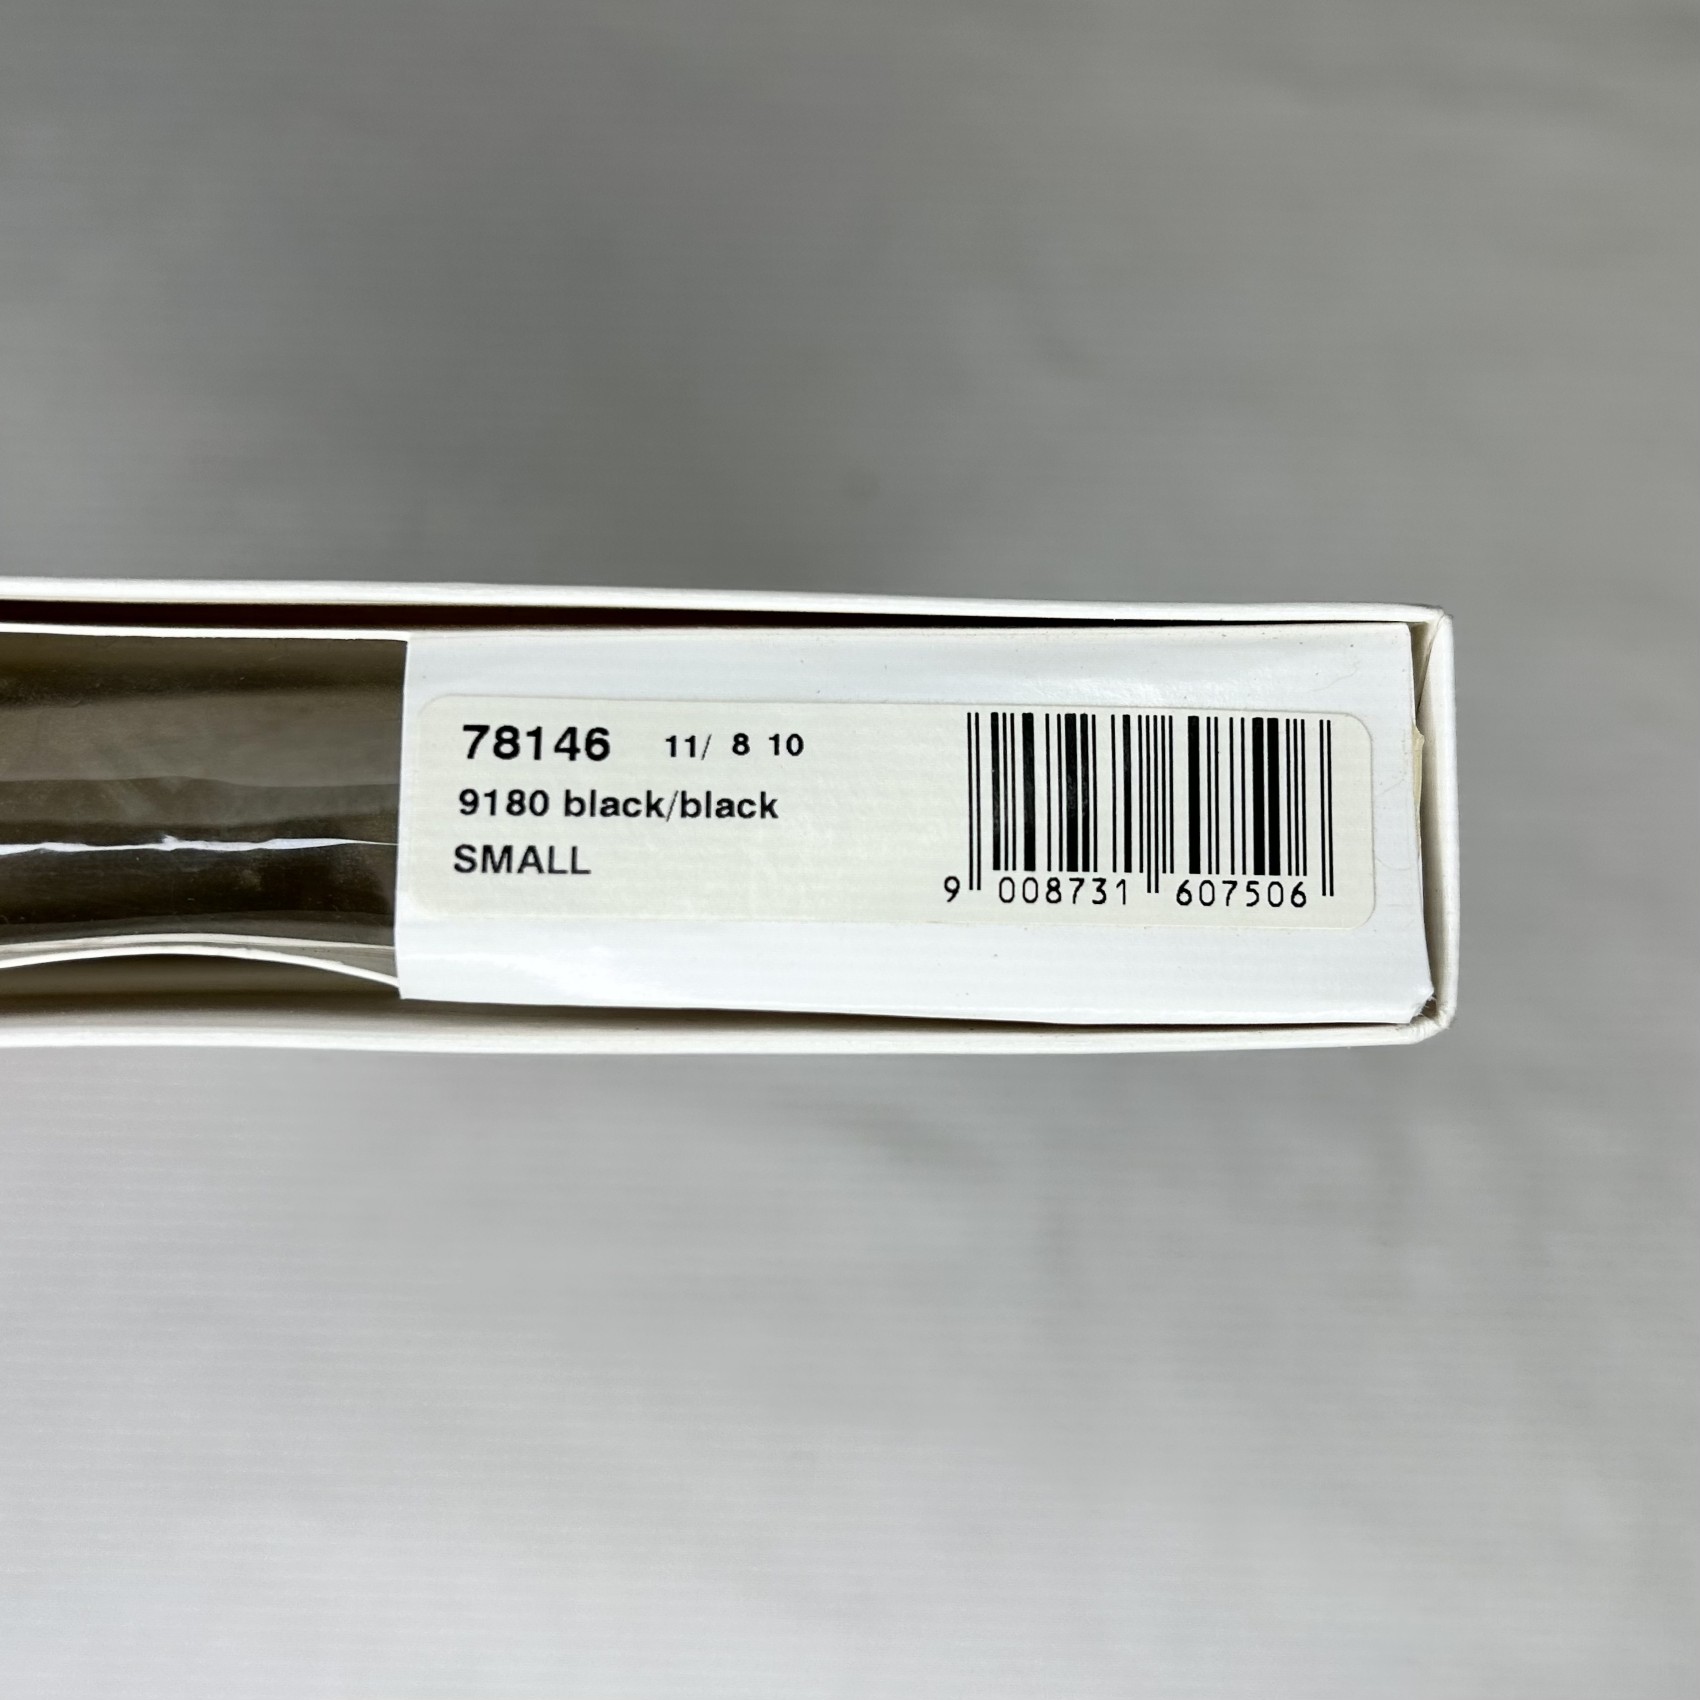 78146 11/ 8 10
9180 black/black
SMALL
9 008731 607506